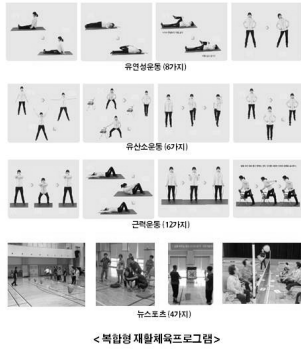 유연성운동 (8가지)
유산소운동 (6가지)
근력운동 (12가지)
뉴스포츠 (4가지)
< 복합형 재활체육프로그램 >